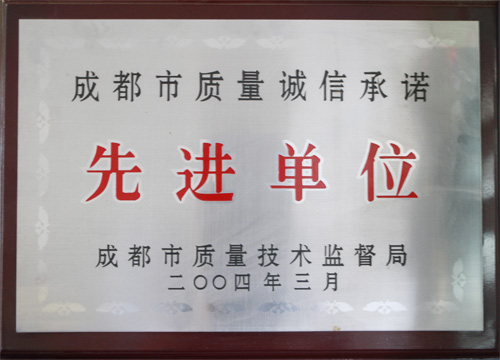 成都市质量诚信承诺
先进单位
成都市质量技术监督局
二〇〇四年三月